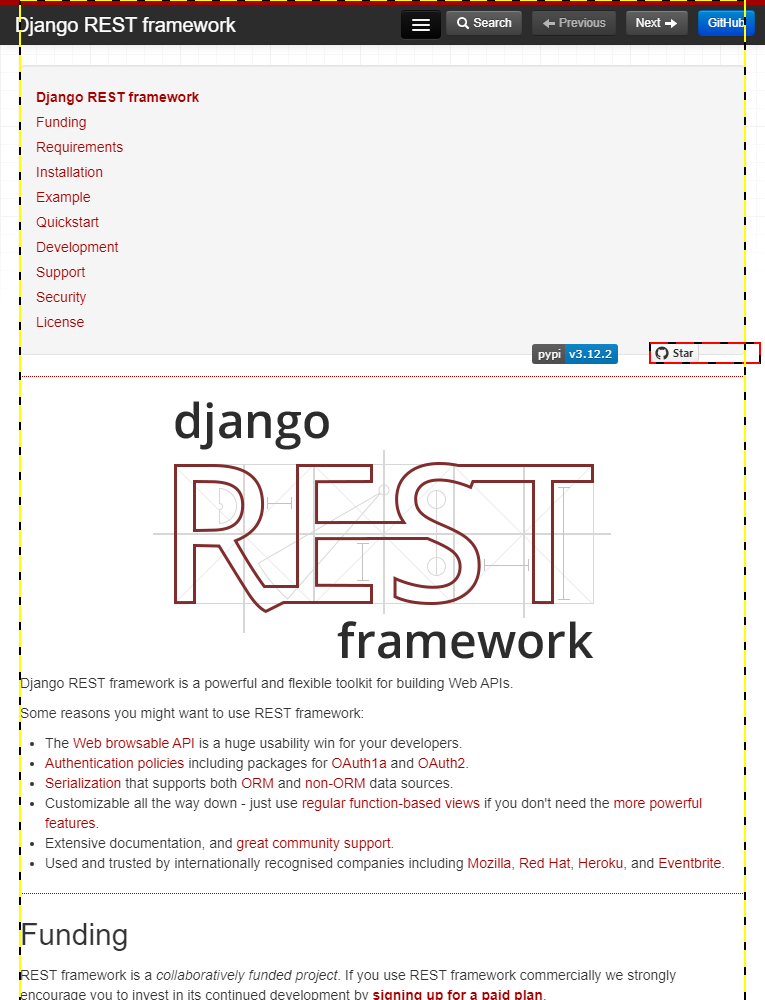 Django REST framework
Search
Previous
Next
GitHub
Django REST framework
Funding
Requirements
Installation
Example
Quickstart
Development
Support
Security
License
pypi v3.12.2
Star
django
REST
framework
Django REST framework is a powerful and flexible toolkit for building Web APIs.
Some reasons you might want to use REST framework:
• The Web browsable API is a huge usability win for your developers.
• Authentication policies including packages for OAuth1a and OAuth2.
• Serialization that supports both ORM and non-ORM data sources.
• Customizable all the way down - just use regular function-based views if you don't need the more powerful
features.
• Extensive documentation, and great community support.
• Used and trusted by internationally recognised companies including Mozilla, Red Hat, Heroku, and Eventbrite.
Funding
REST framework is a collaboratively funded project. If you use REST framework commercially we strongly
encourage you to invest in its continued development by signing up for a paid plan.